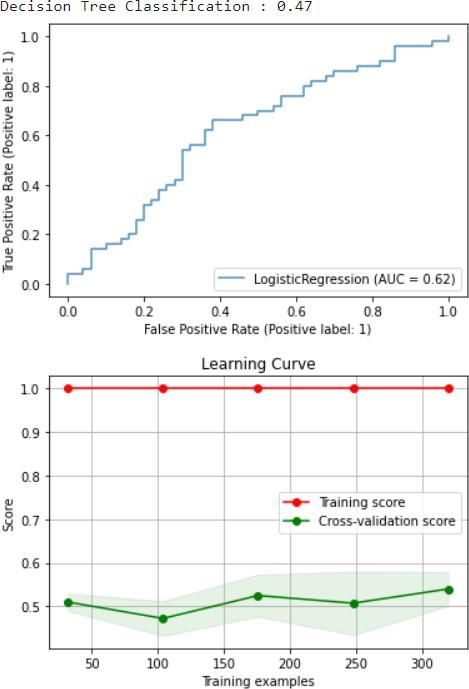 Decision Tree Classification : 0.47
True Positive Rate (Positive label: 1)
1.0
0.8
0.6
0.4
0.2
0.0
LogisticRegression (AUC = 0.62)
0.0 0.2 0.4 0.6 0.8 1.0
False Positive Rate (Positive label: 1)
Learning Curve
Score
1.0
0.9
0.8
0.7
0.6
0.5
Training score
Cross-validation score
50 100 150 200 250 300
Training examples